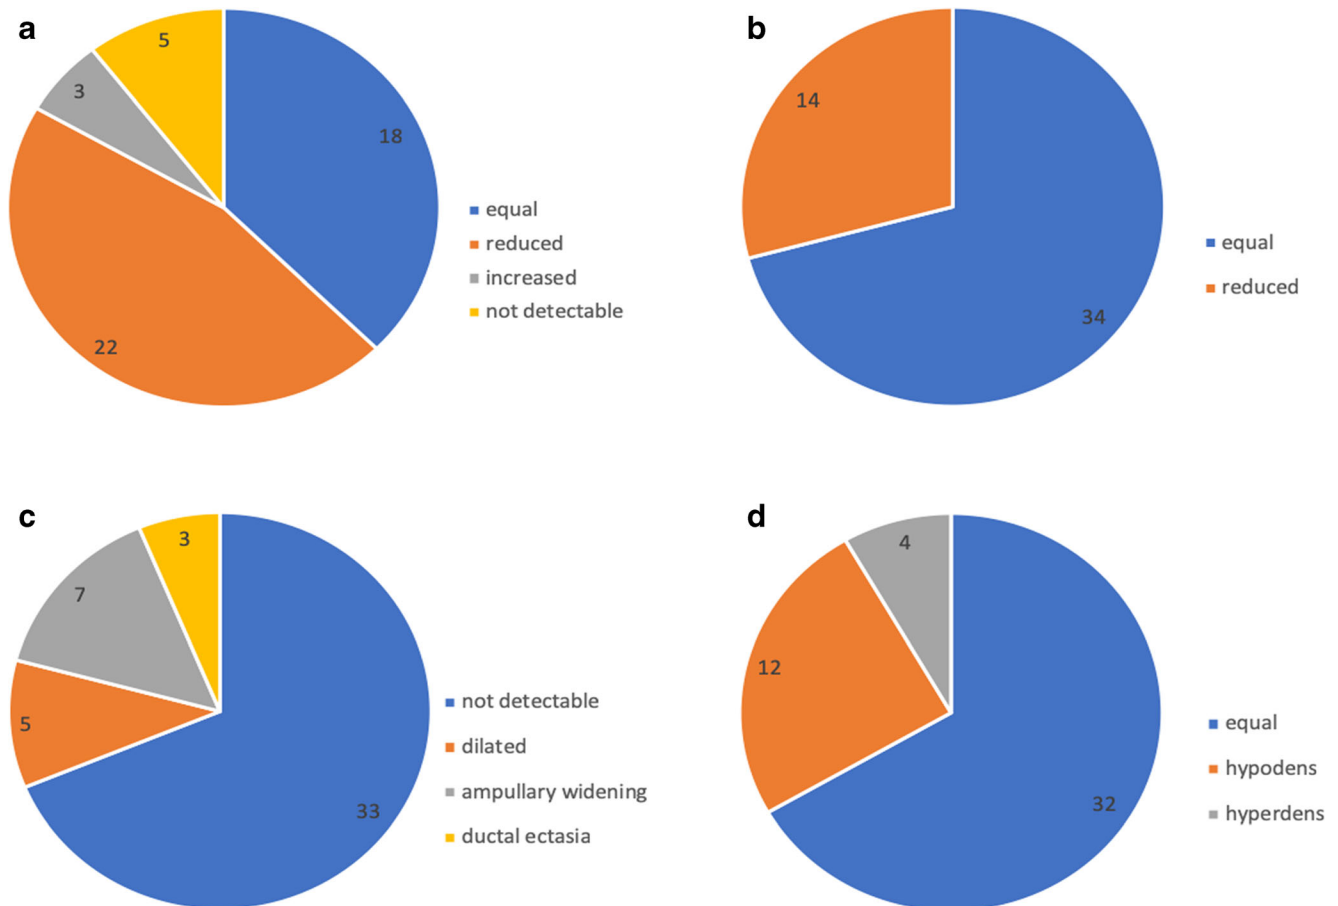 a
5
3
18
22
equal
reduced
increased
not detectable
b
14
34
equal
reduced
c
3
7
5
33
not detectable
dilated
ampullary widening
ductal ectasia
d
4
12
32
equal
hypodens
hyperdens